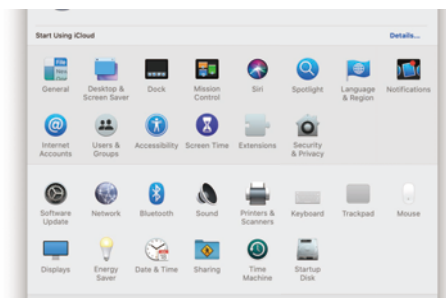 Start Using iCloud Details...
General Desktop & Screen Saver Dock Mission Control Siri Spotlight Language & Region Notifications
Internet Accounts Users & Groups Accessibility Screen Time Extensions Security & Privacy
Software Update Network Bluetooth Sound Printers & Scanners Keyboard Trackpad Mouse
Displays Energy Saver Date & Time Sharing Time Machine Startup Disk